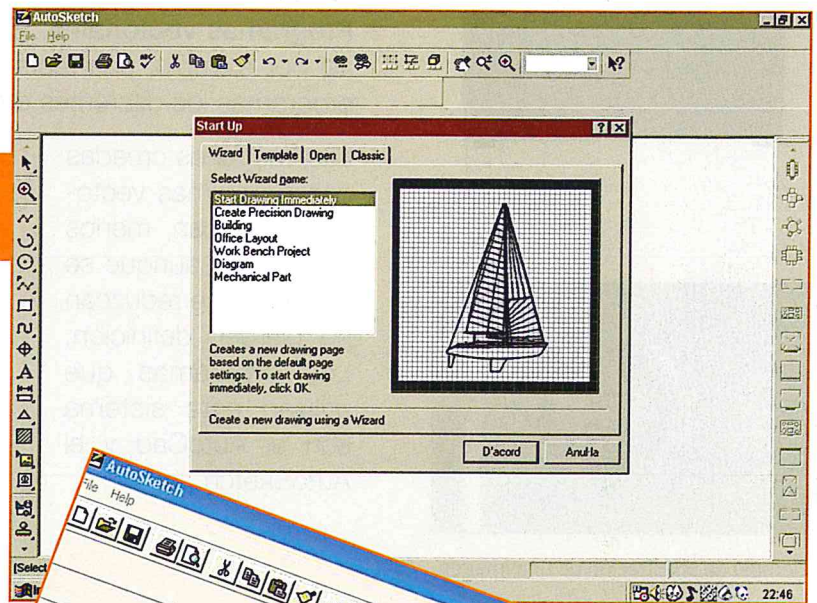 AutoSketch
File Help
Start Up
Wizard Template Open Classic
Select Wizard name:
Start Drawing Immediately
Create Precision Drawing
Building
Office Layout
Work Bench Project
Diagram
Mechanical Part
Creates a new drawing page
based on the default page
settings. To start drawing
immediately, click OK.
Create a new drawing using a Wizard
D'acord Anul·la
AutoSketch
File Help
[Select
22:46